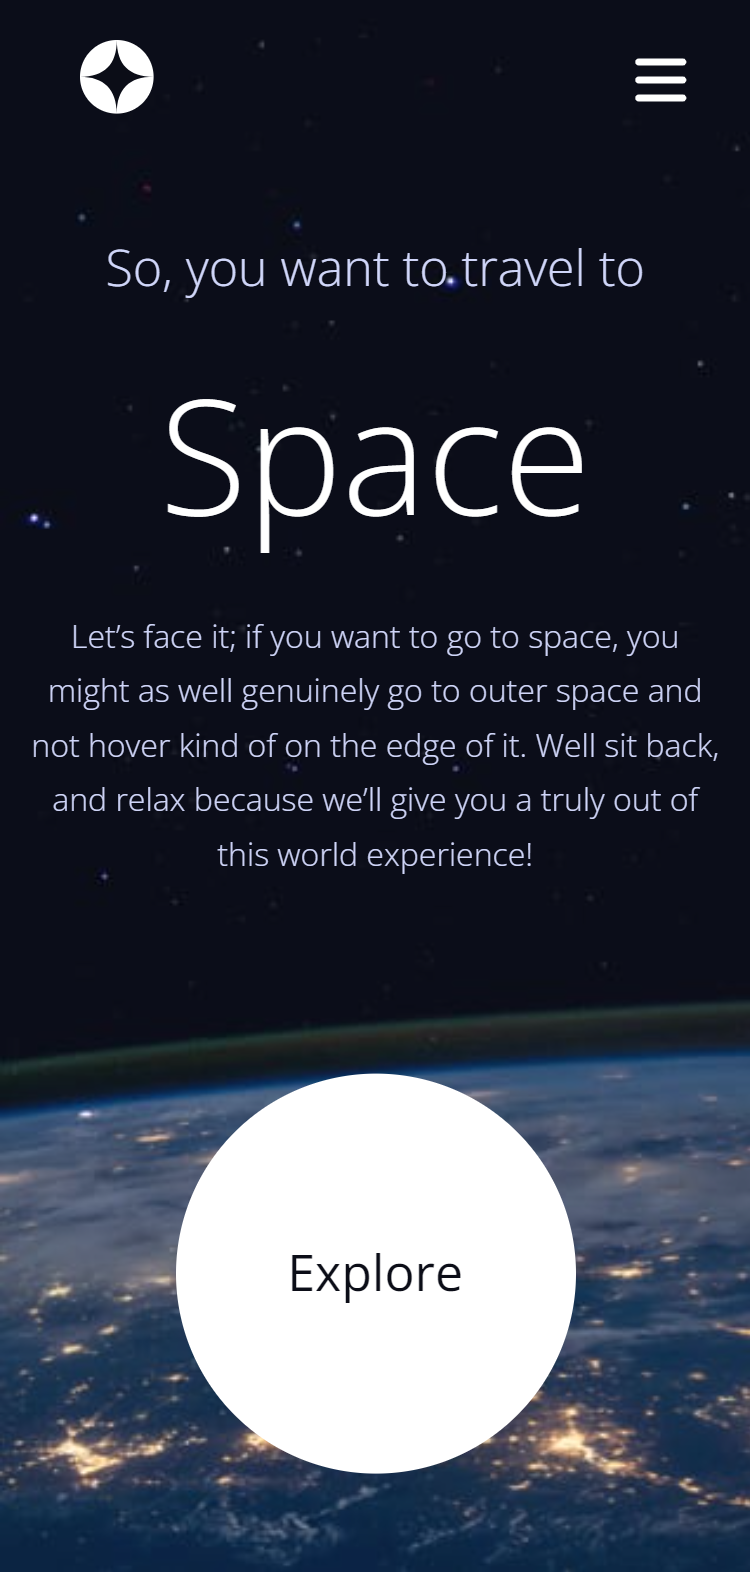 So, you want to travel to
Space
Let’s face it; if you want to go to space, you
might as well genuinely go to outer space and
not hover kind of on the edge of it. Well sit back,
and relax because we’ll give you a truly out of
this world experience!
Explore